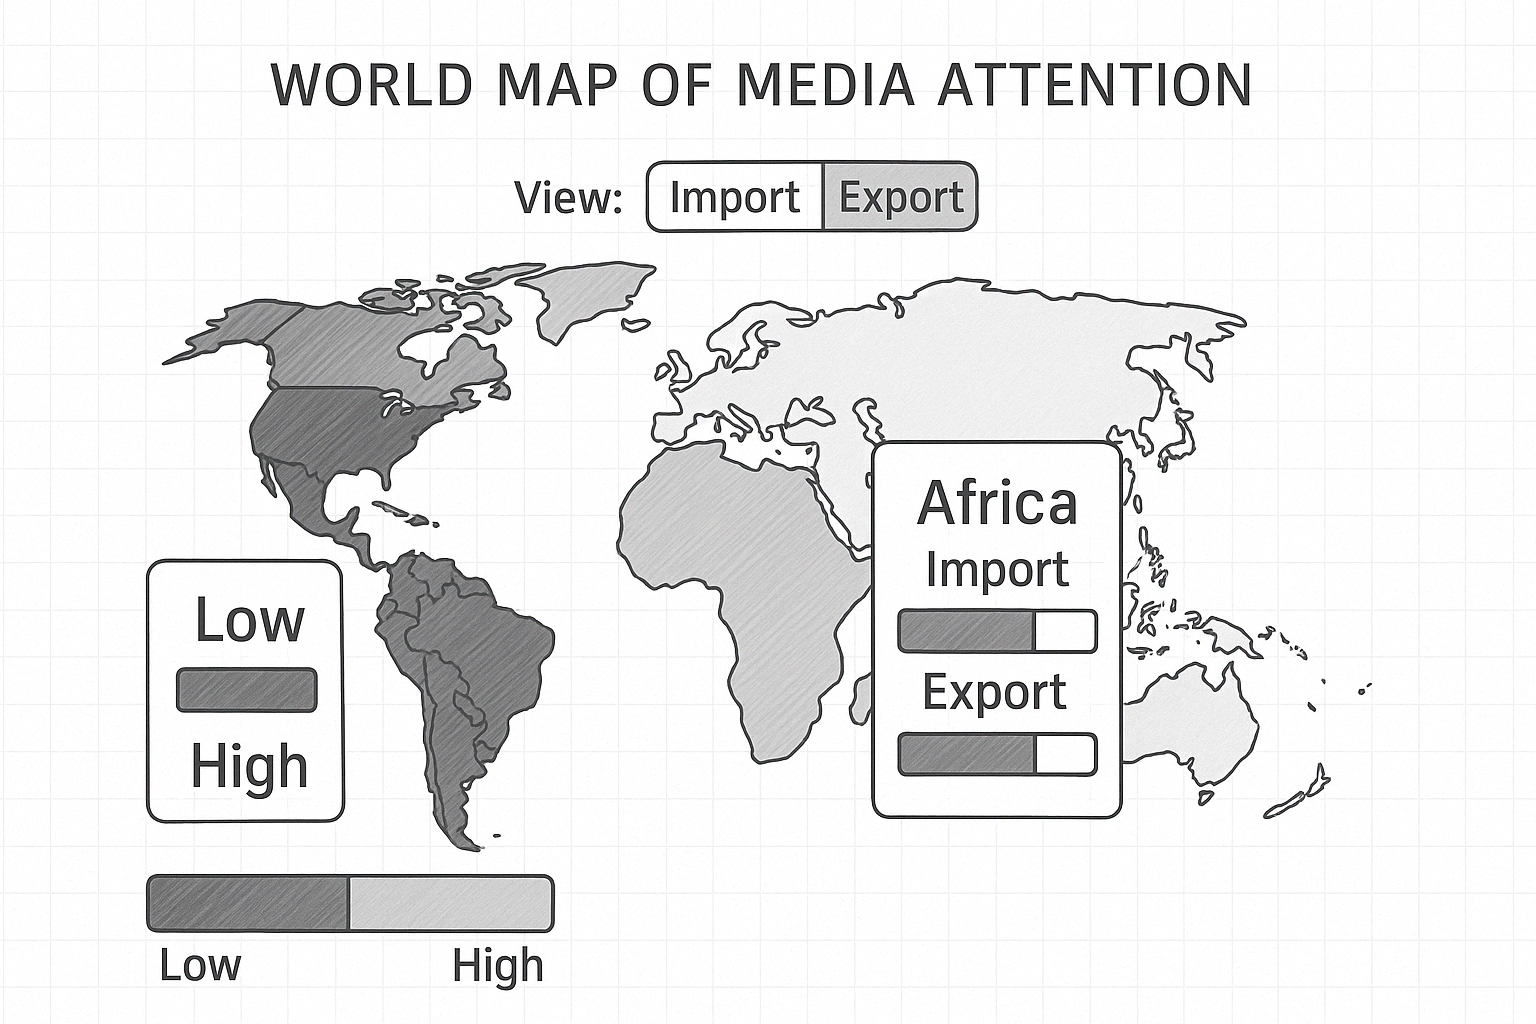 WORLD MAP OF MEDIA ATTENTION
View: Import Export
Africa
Import
Export
Low
High
Low High